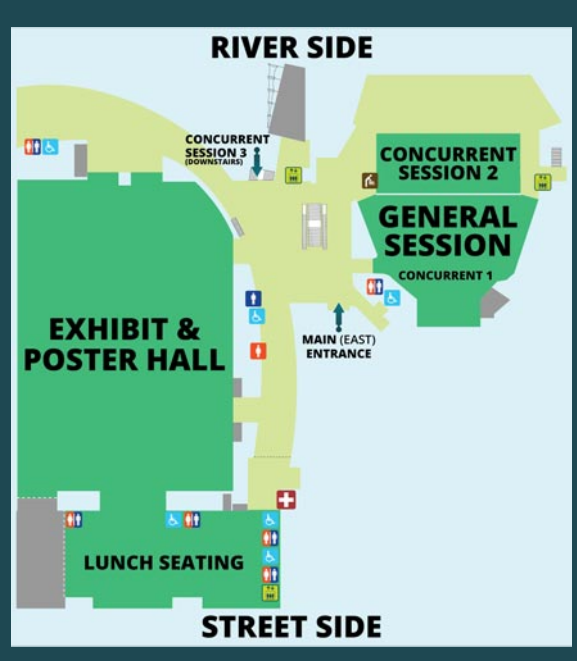 RIVER SIDE
CONCURRENT
SESSION 3
(DOWNSTAIRS)
CONCURRENT
SESSION 2
GENERAL
SESSION
CONCURRENT 1
EXHIBIT &
POSTER HALL
MAIN (EAST)
ENTRANCE
LUNCH SEATING
STREET SIDE